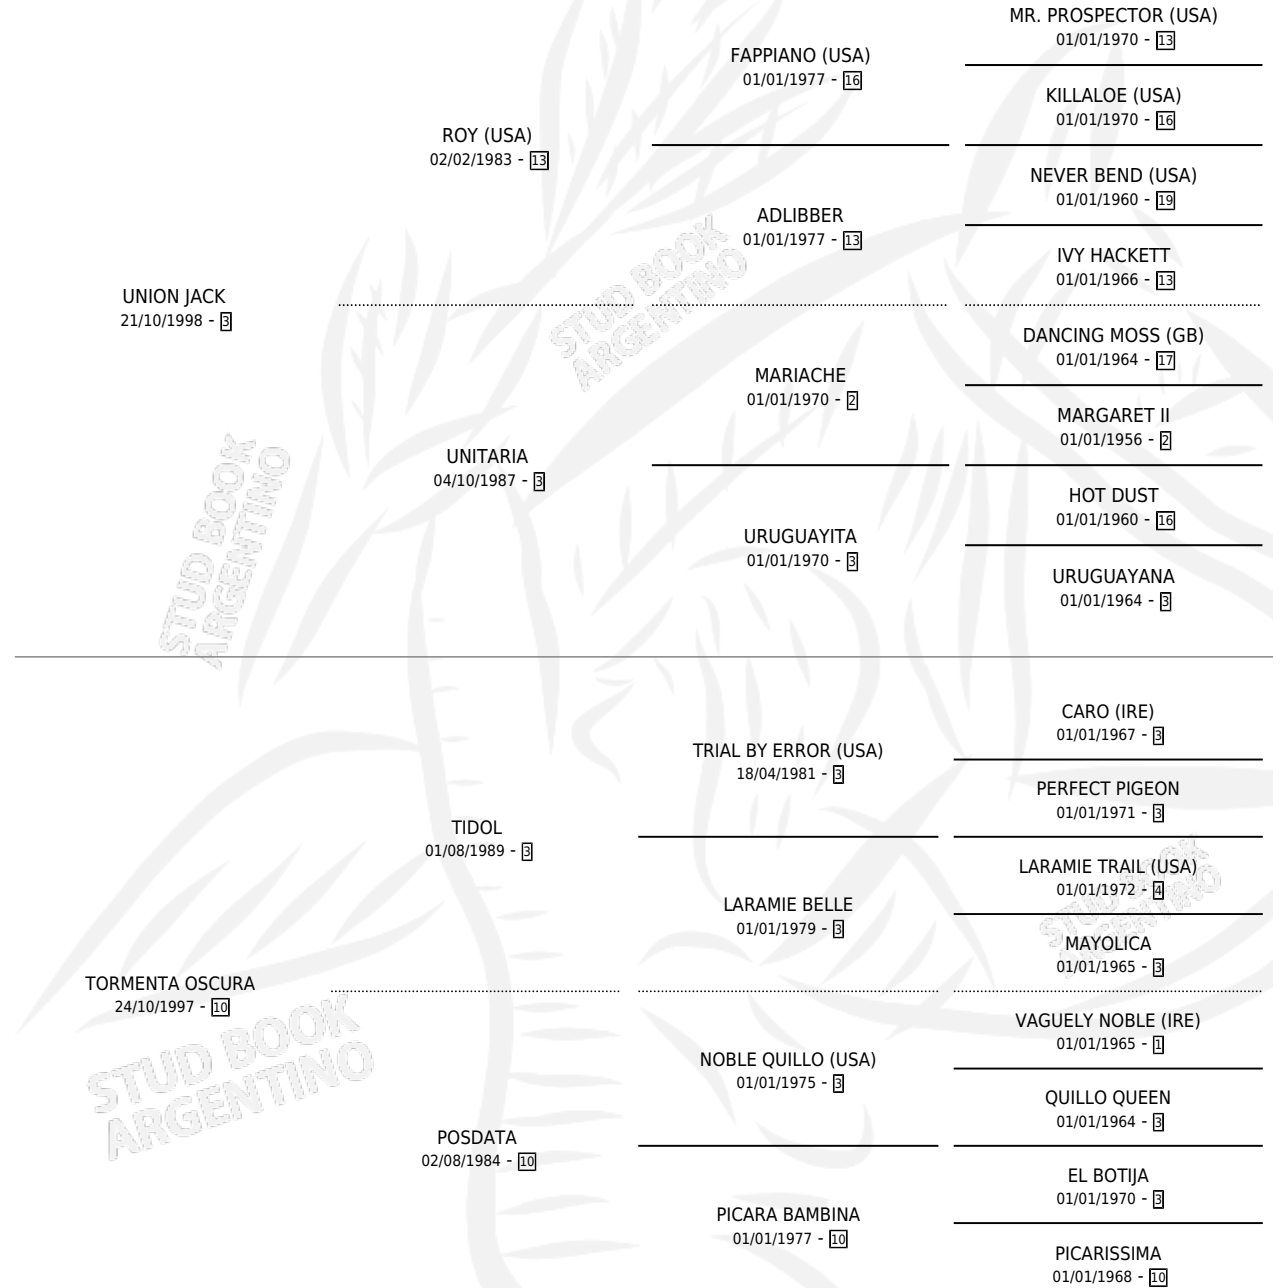 MR. PROSPECTOR (USA)
01/01/1970 - 13
FAPPIANO (USA)
01/01/1977 - 16
KILLALOE (USA)
01/01/1970 - 16
ROY (USA)
02/02/1983 - 13
NEVER BEND (USA)
01/01/1960 - 19
ADLIBBER
01/01/1977 - 13
IVY HACKETT
01/01/1966 - 13
UNION JACK
21/10/1998 - 3
DANCING MOSS (GB)
01/01/1964 - 17
MARIACHE
01/01/1970 - 2
MARGARET II
01/01/1956 - 2
UNITARIA
04/10/1987 - 3
HOT DUST
01/01/1960 - 16
URUGUAYITA
01/01/1970 - 3
URUGUAYANA
01/01/1964 - 3
STUD BOOK
ARGENTINO
STUD BOOK
ARGENTINO
CARO (IRE)
01/01/1967 - 3
TRIAL BY ERROR (USA)
18/04/1981 - 3
PERFECT PIGEON
01/01/1971 - 3
TIDOL
01/08/1989 - 3
LARAMIE TRAIL (USA)
01/01/1972 - 4
LARAMIE BELLE
01/01/1979 - 3
MAYOLICA
01/01/1965 - 3
STUD BOOK
ARGENTINO
TORMENTA OSCURA
24/10/1997 - 10
VAGUELY NOBLE (IRE)
01/01/1965 - 1
NOBLE QUILLO (USA)
01/01/1975 - 3
QUILLO QUEEN
01/01/1964 - 3
STUD BOOK
ARGENTINO
POSDATA
02/08/1984 - 10
EL BOTIJA
01/01/1970 - 3
PICARA BAMBINA
01/01/1977 - 10
PICARISSIMA
01/01/1968 - 10